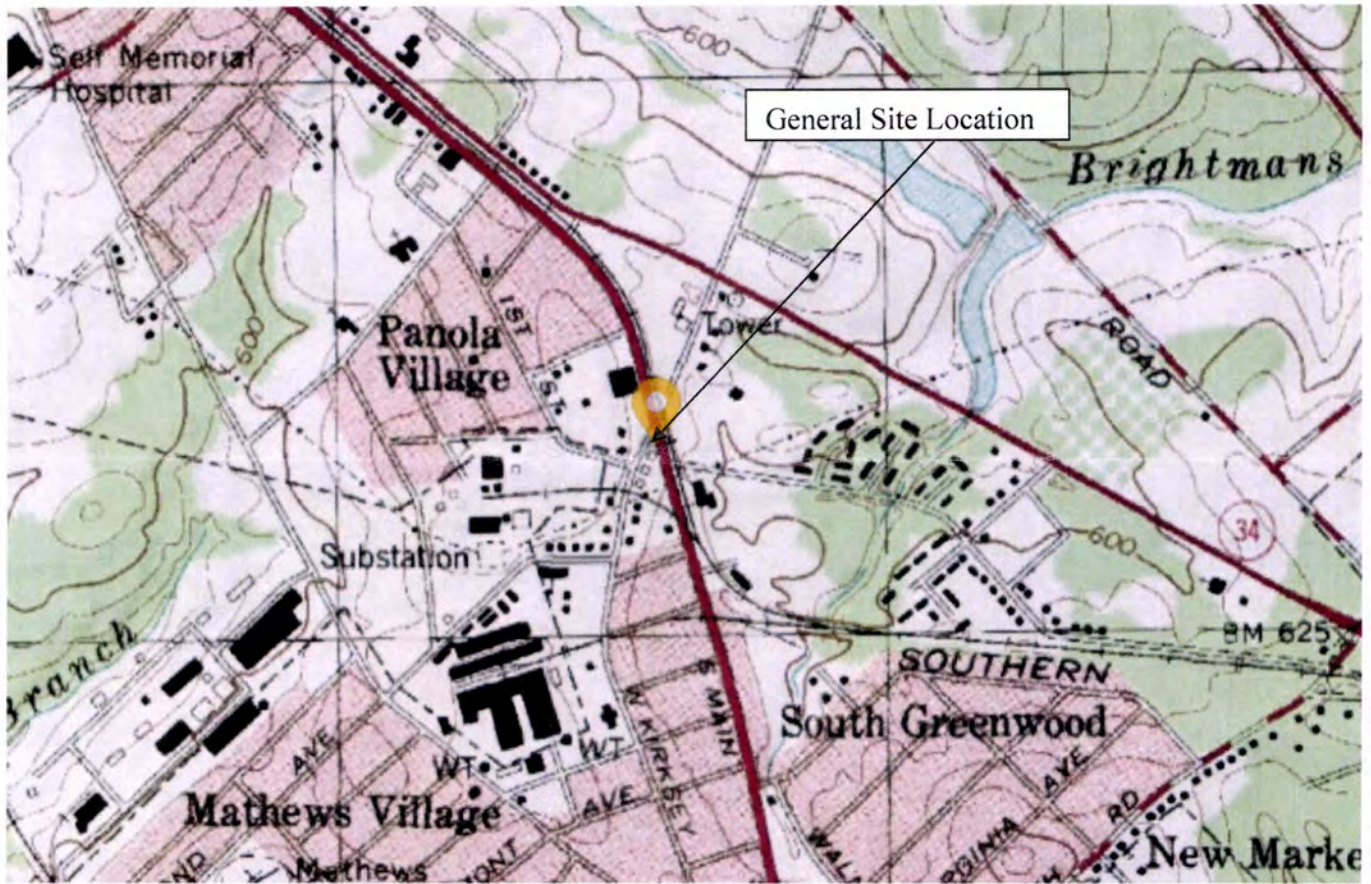 Self Memorial
Hospital
600
General Site Location
Brightmans
Panola
Village
1ST
ST
Tower
600
ROAD
34
600
Substation
BM 625
SOUTHERN
Branch
S MAIN
South Greenwood
W KIRKSEY
WT
WT
AVE
AVE
AVE
RD
Mathews Village
Mathews
New Marke